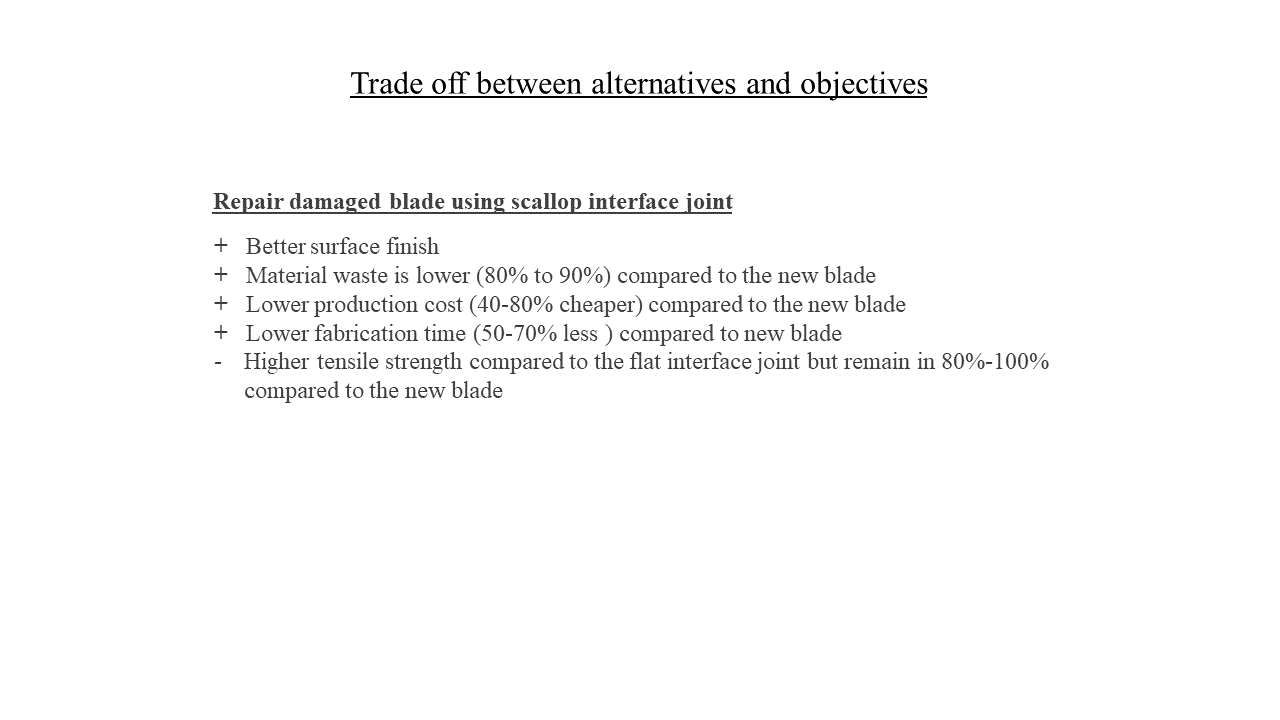 Trade off between alternatives and objectives
Repair damaged blade using scallop interface joint
+ Better surface finish
+ Material waste is lower (80% to 90%) compared to the new blade
+ Lower production cost (40-80% cheaper) compared to the new blade
+ Lower fabrication time (50-70% less ) compared to new blade
- Higher tensile strength compared to the flat interface joint but remain in 80%-100%
compared to the new blade